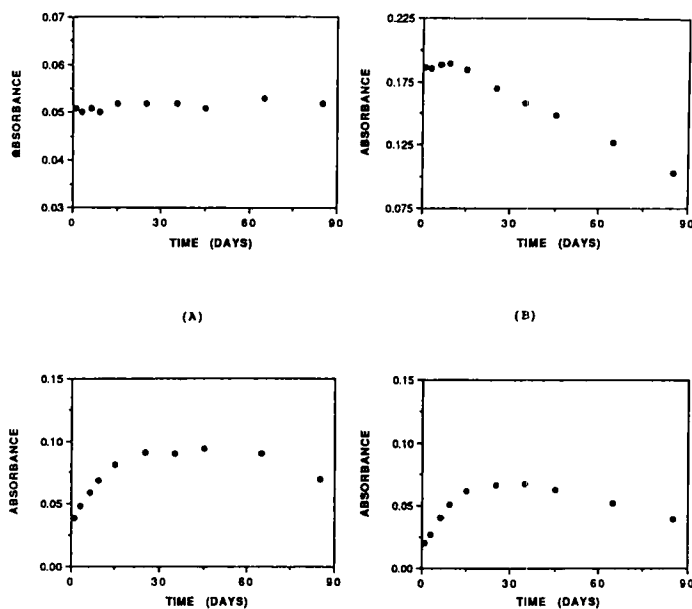 0.07
0.06
0.05
0.04
0.03
ABSORBANCE
0 30 60 90
TIME (DAYS)
(A)
0.225
0.175
0.125
0.075
ABSORBANCE
0 30 60 90
TIME (DAYS)
(B)
0.15
0.10
0.05
0.00
ABSORBANCE
0 30 60 90
TIME (DAYS)
0.15
0.10
0.05
0.00
ABSORBANCE
0 30 60 90
TIME (DAYS)